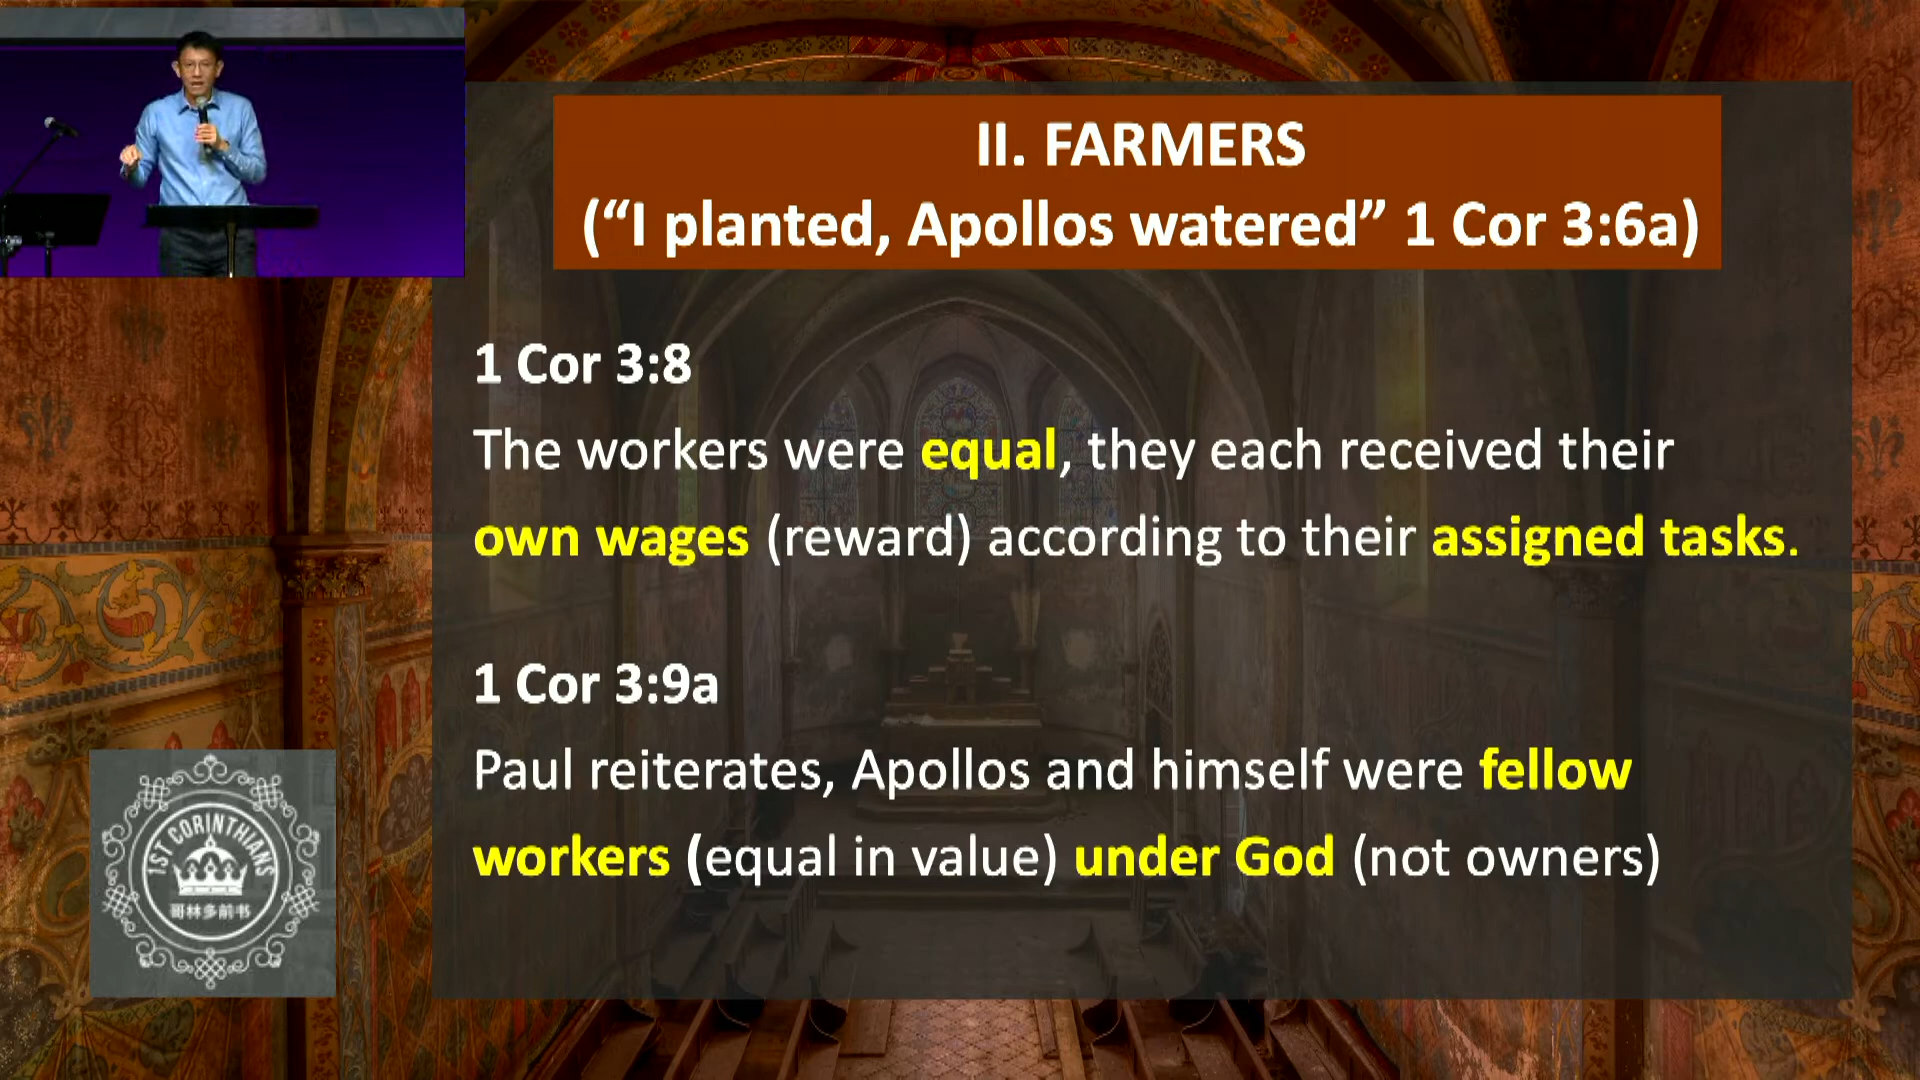 II. FARMERS
(“I planted, Apollos watered” 1 Cor 3:6a)
1 Cor 3:8
The workers were equal, they each received their
own wages (reward) according to their assigned tasks.
1 Cor 3:9a
Paul reiterates, Apollos and himself were fellow
workers (equal in value) under God (not owners)
1ST CORINTHIANS
哥林多前书